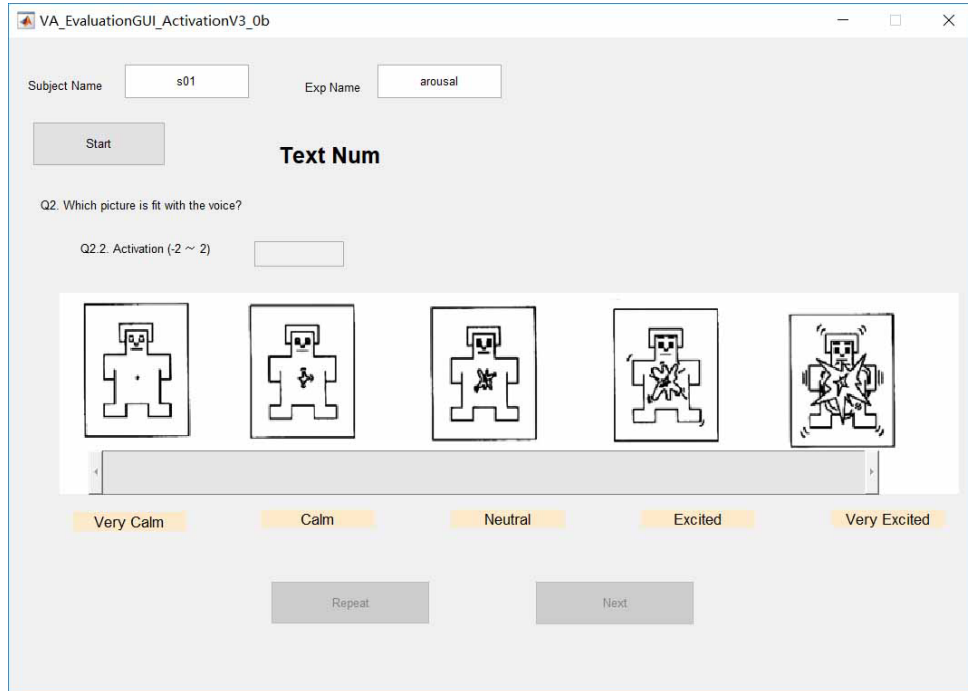 VA_EvaluationGUI_ActivationV3_0b
Subject Name s01 Exp Name arousal
Start
Text Num
Q2. Which picture is fit with the voice?
Q2.2. Activation (-2 ~ 2)
Very Calm Calm Neutral Excited Very Excited
Repeat Next